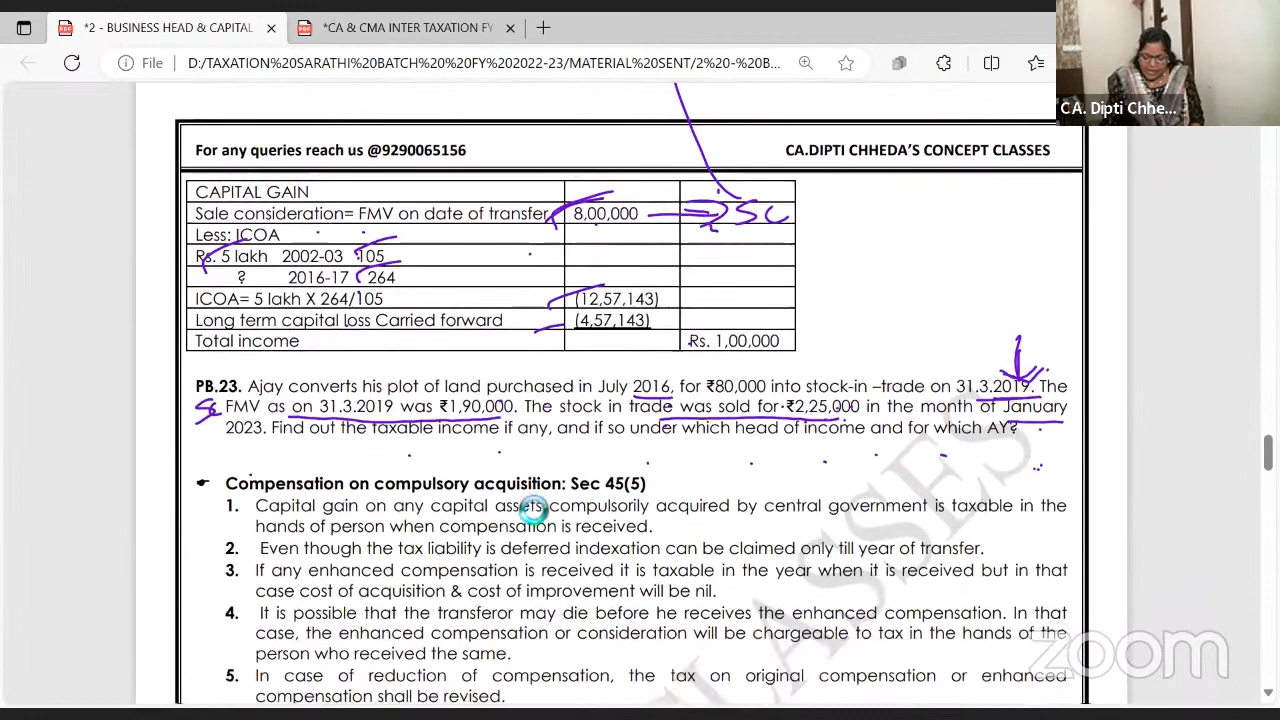 *2 - BUSINESS HEAD & CAPITAL
*CA & CMA INTER TAXATION FY
File
D:/TAXATION%20SARATHI%20BATCH%20%20FY%202022-23/MATERIAL%20SENT/2%20-%20B...
CA. Dipti Chhe...
For any queries reach us @9290065156 CA.DIPTI CHHEDA'S CONCEPT CLASSES
CAPITAL GAIN
Sale consideration= FMV on date of transfer 8,00,000 SC
Less: ICOA
Rs. 5 lakh 2002-03 105
? 2016-17 264
ICOA= 5 lakh X 264/105 (12,57,143)
Long term capital loss Carried forward (4,57,143)
Total income Rs. 1,00,000
PB.23. Ajay converts his plot of land purchased in July 2016, for ₹80,000 into stock-in –trade on 31.3.2019. The
FMV as on 31.3.2019 was ₹1,90,000. The stock in trade was sold for ₹2,25,000 in the month of January
2023. Find out the taxable income if any, and if so under which head of income and for which AY?
Compensation on compulsory acquisition: Sec 45(5)
1. Capital gain on any capital assets compulsorily acquired by central government is taxable in the
hands of person when compensation is received.
2. Even though the tax liability is deferred indexation can be claimed only till year of transfer.
3. If any enhanced compensation is received it is taxable in the year when it is received but in that
case cost of acquisition & cost of improvement will be nil.
4. It is possible that the transferor may die before he receives the enhanced compensation. In that
case, the enhanced compensation or consideration will be chargeable to tax in the hands of the
person who received the same.
5. In case of reduction of compensation, the tax on original compensation or enhanced
compensation shall be revised.
CLASSES
zoom